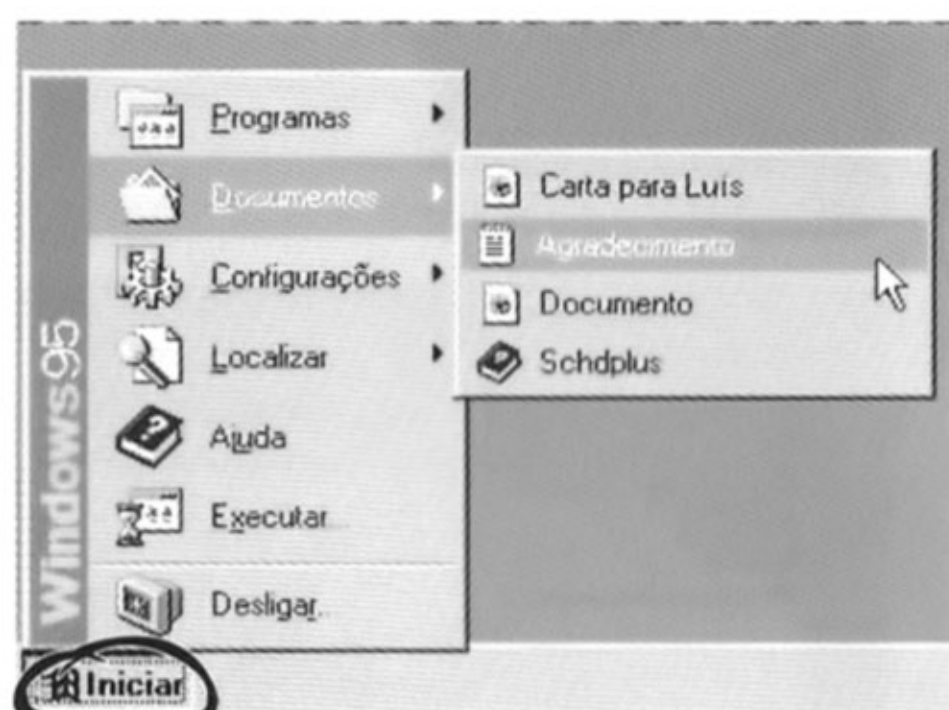 Programas
Documentos
Configurações
Localizar
Ajuda
Executar...
Desligar...
Windows95
Carta para Luís
Agradecimento
Documento
Schdplus
Iniciar